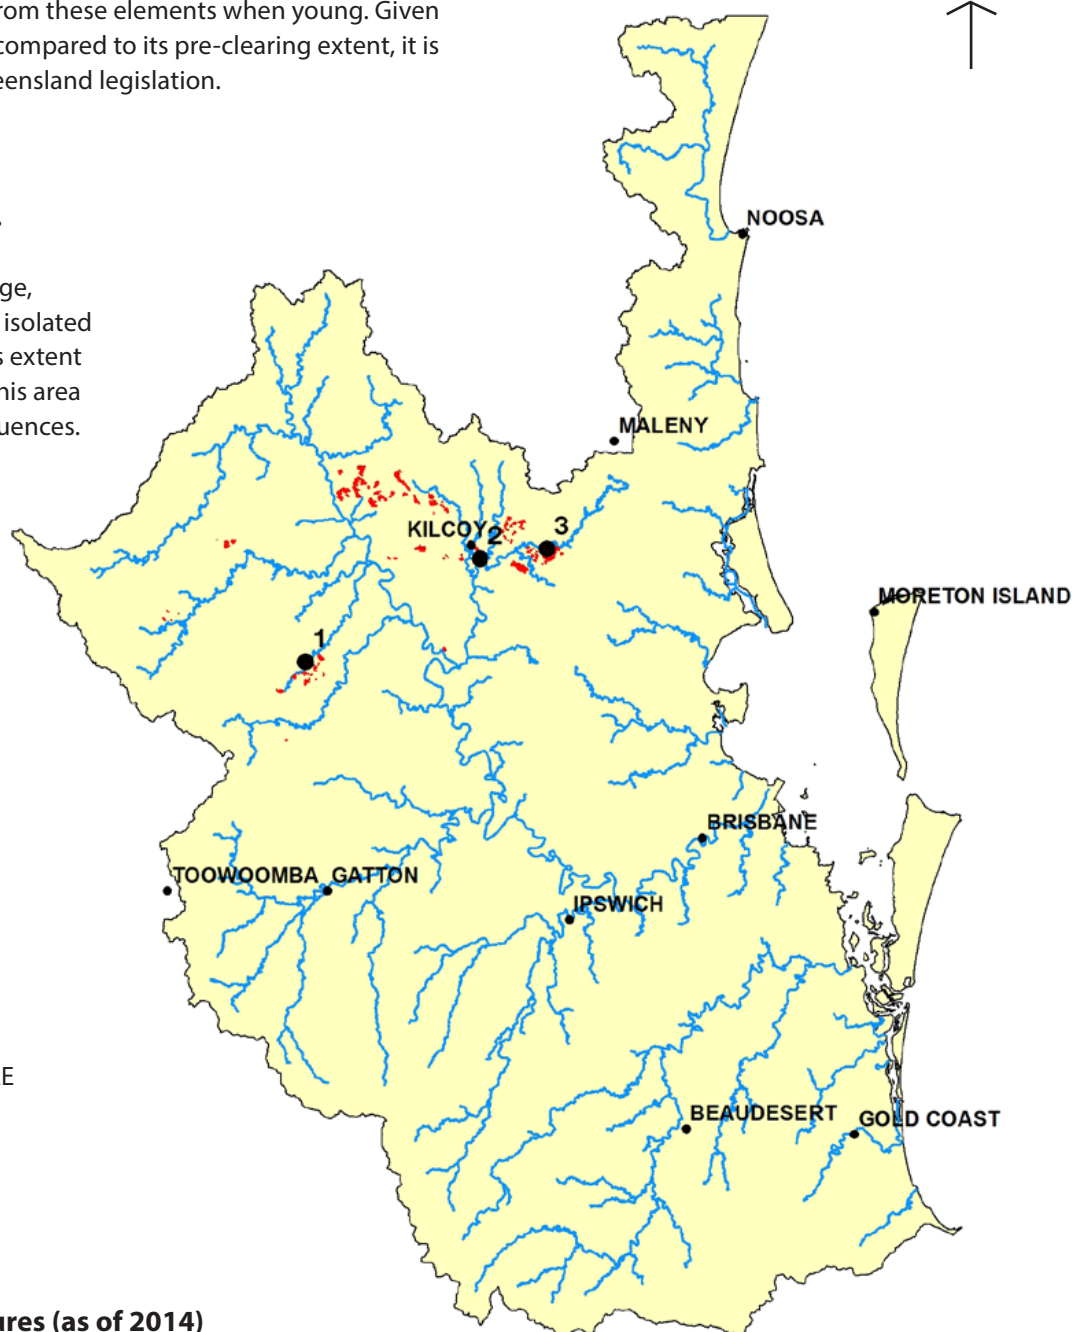 rom these elements when young. Given
compared to its pre-clearing extent, it is
eensland legislation.
ge,
isolated
s extent
his area
uences.
NOOSA
MALENY
KILCOY
2
3
MORETON ISLAND
1
BRISBANE
TOOWOOMBA
GATTON
IPSWICH
E
BEAUDESERT
GOLD COAST
ures (as of 2014)